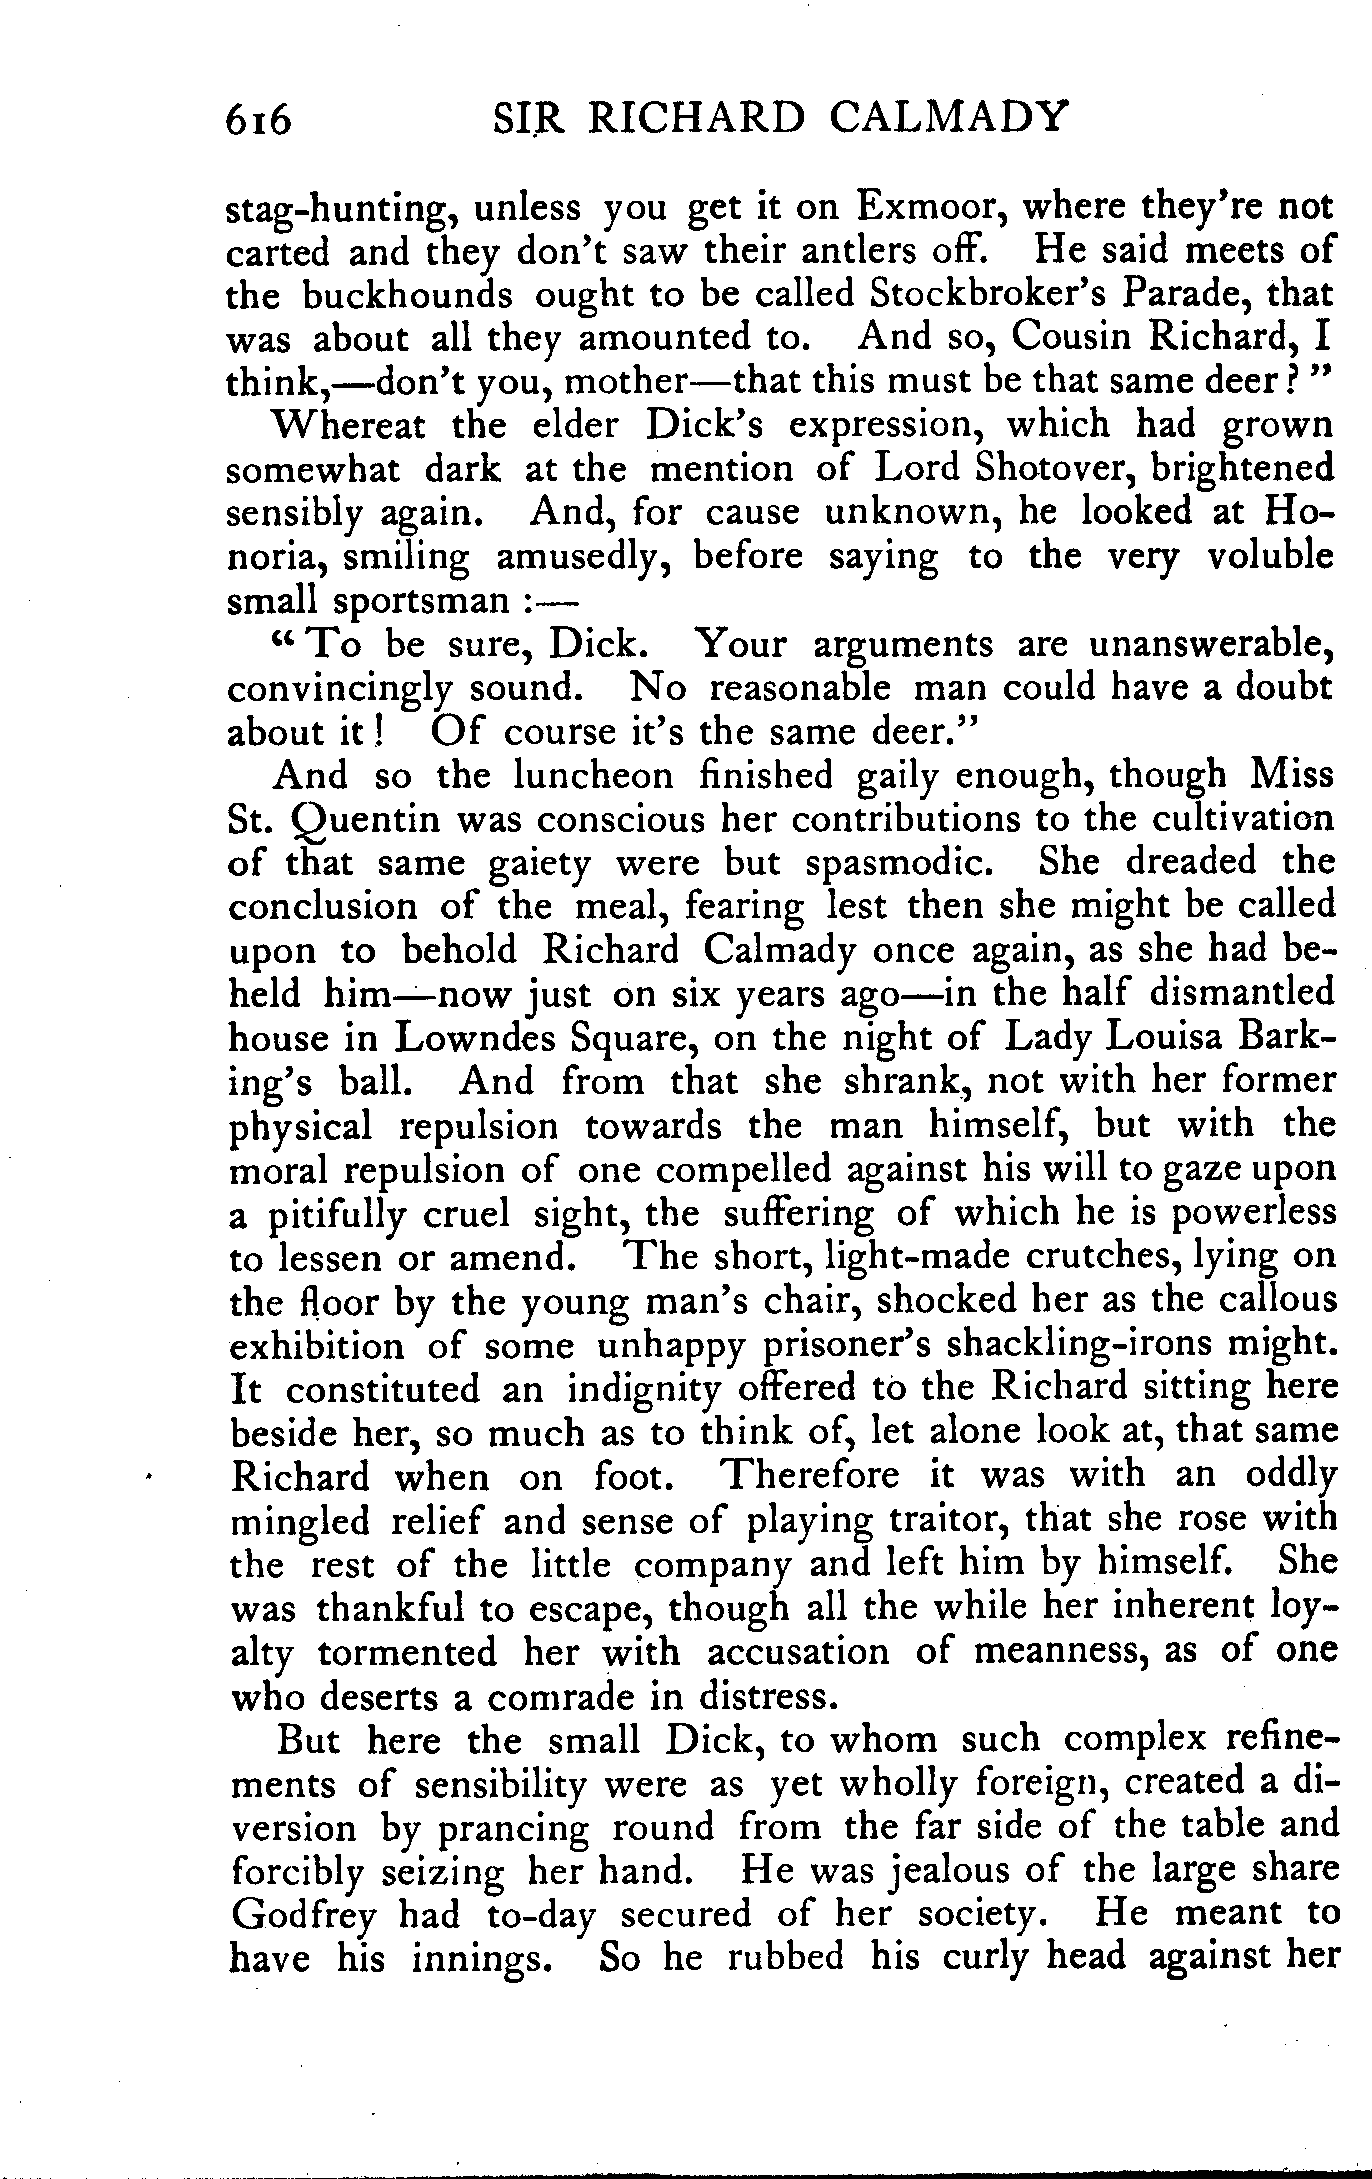 616 SIR RICHARD CALMADY
stag-hunting, unless you get it on Exmoor, where they're not
carted and they don't saw their antlers off. He said meets of
the buckhounds ought to be called Stockbroker's Parade, that
was about all they amounted to. And so, Cousin Richard, I
think,—don't you, mother—that this must be that same deer?"
Whereat the elder Dick's expression, which had grown
somewhat dark at the mention of Lord Shotover, brightened
sensibly again. And, for cause unknown, he looked at Ho-
noria, smiling amusedly, before saying to the very voluble
small sportsman :—
"To be sure, Dick. Your arguments are unanswerable,
convincingly sound. No reasonable man could have a doubt
about it! Of course it's the same deer."
And so the luncheon finished gaily enough, though Miss
St. Quentin was conscious her contributions to the cultivation
of that same gaiety were but spasmodic. She dreaded the
conclusion of the meal, fearing lest then she might be called
upon to behold Richard Calmady once again, as she had be-
held him—now just on six years ago—in the half dismantled
house in Lowndes Square, on the night of Lady Louisa Bark-
ing's ball. And from that she shrank, not with her former
physical repulsion towards the man himself, but with the
moral repulsion of one compelled against his will to gaze upon
a pitifully cruel sight, the suffering of which he is powerless
to lessen or amend. The short, light-made crutches, lying on
the floor by the young man's chair, shocked her as the callous
exhibition of some unhappy prisoner's shackling-irons might.
It constituted an indignity offered to the Richard sitting here
beside her, so much as to think of, let alone look at, that same
Richard when on foot. Therefore it was with an oddly
mingled relief and sense of playing traitor, that she rose with
the rest of the little company and left him by himself. She
was thankful to escape, though all the while her inherent loy-
alty tormented her with accusation of meanness, as of one
who deserts a comrade in distress.
But here the small Dick, to whom such complex refine-
ments of sensibility were as yet wholly foreign, created a di-
version by prancing round from the far side of the table and
forcibly seizing her hand. He was jealous of the large share
Godfrey had to-day secured of her society. He meant to
have his innings. So he rubbed his curly head against her